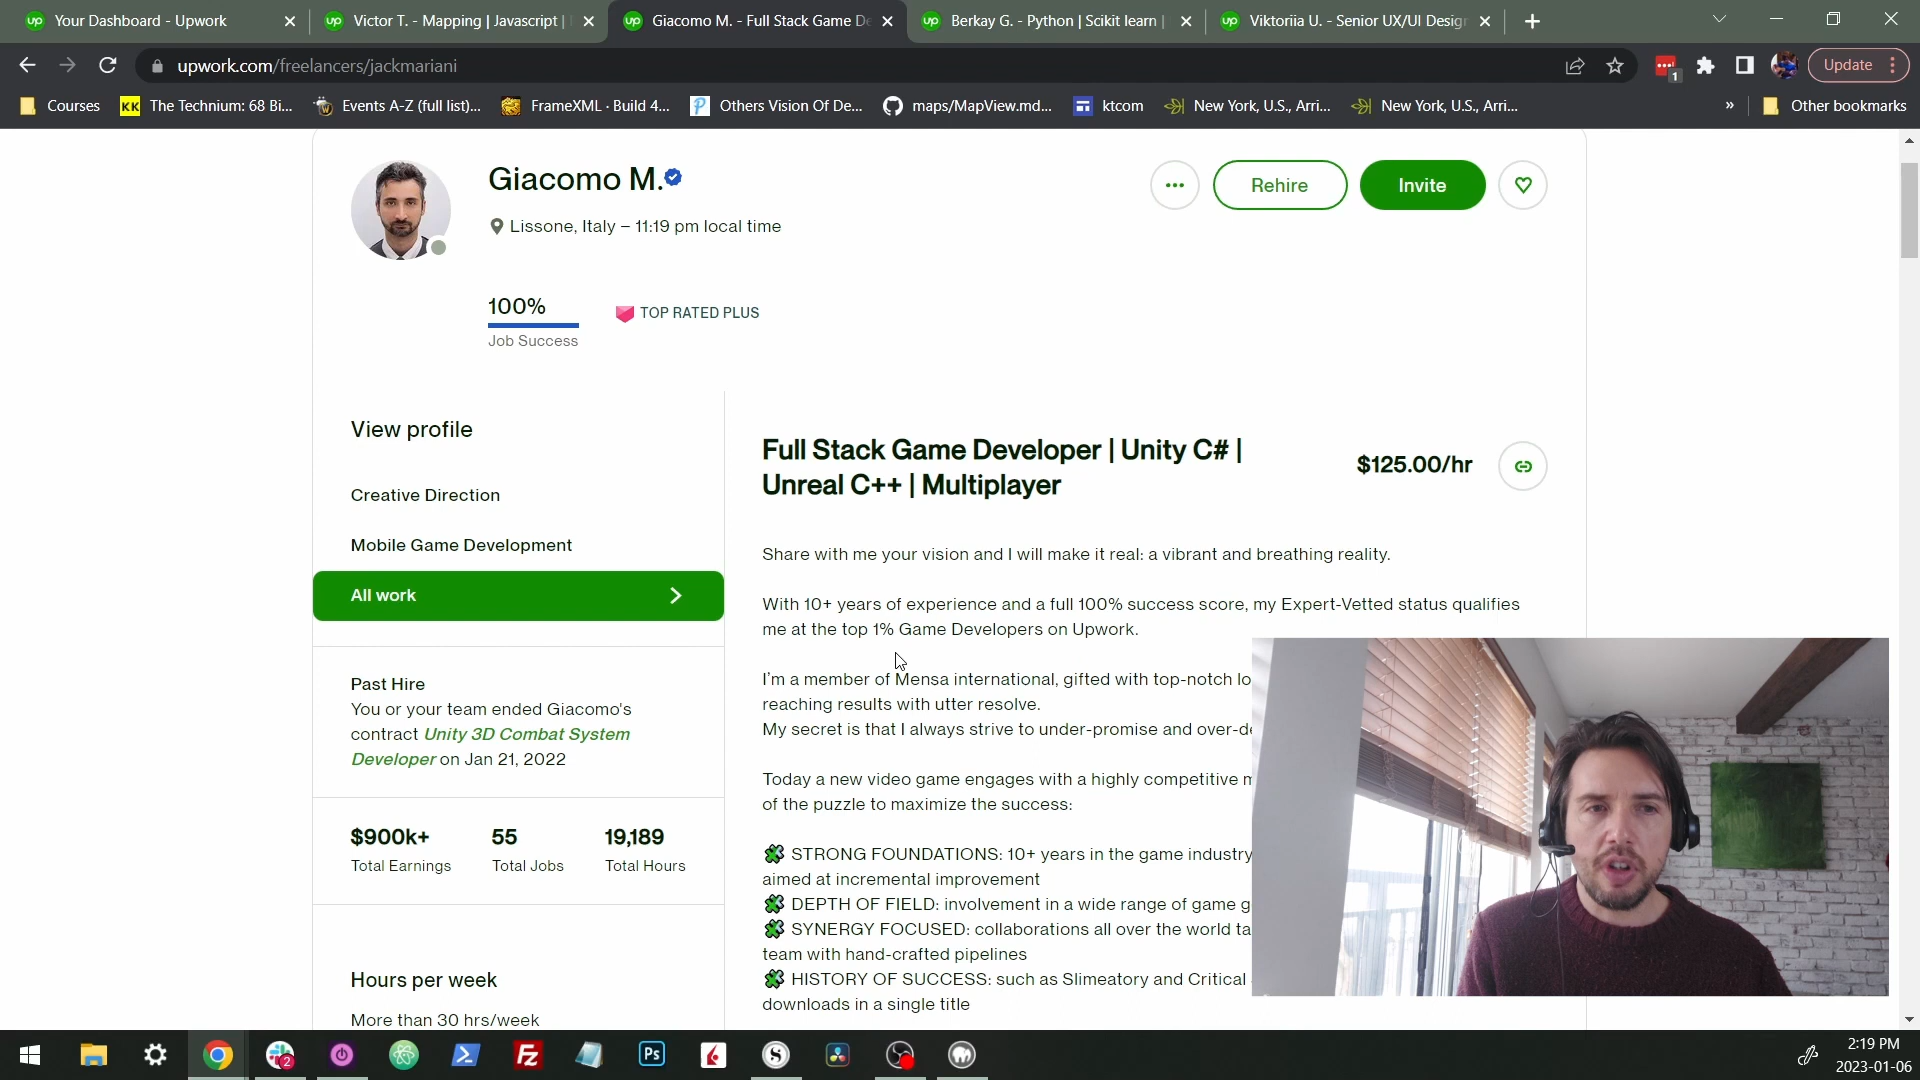 Your Dashboard - Upwork
Victor T. - Mapping | Javascript |
Giacomo M. - Full Stack Game De
Berkay G. - Python | Scikit learn |
Viktoriia U. - Senior UX/UI Desig
upwork.com/freelancers/jackmariani
1
Update
Courses
KK
The Technium: 68 Bi...
Events A-Z (full list)...
FrameXML · Build 4...
Others Vision Of De...
maps/MapView.md...
ktcom
New York, U.S., Arri...
New York, U.S., Arri...
»
Other bookmarks
Giacomo M.
Lissone, Italy – 11:19 pm local time
Rehire
Invite
100%
Job Success
TOP RATED PLUS
View profile
Creative Direction
Mobile Game Development
All work
Past Hire
You or your team ended Giacomo's
contract Unity 3D Combat System
Developer on Jan 21, 2022
$900k+
55
19,189
Total Earnings
Total Jobs
Total Hours
Hours per week
More than 30 hrs/week
Full Stack Game Developer | Unity C# |
Unreal C++ | Multiplayer
$125.00/hr
Share with me your vision and I will make it real: a vibrant and breathing reality.
With 10+ years of experience and a full 100% success score, my Expert-Vetted status qualifies
me at the top 1% Game Developers on Upwork.
I'm a member of Mensa international, gifted with top-notch lo
reaching results with utter resolve.
My secret is that I always strive to under-promise and over-de
Today a new video game engages with a highly competitive m
of the puzzle to maximize the success:
STRONG FOUNDATIONS: 10+ years in the game industry
aimed at incremental improvement
DEPTH OF FIELD: involvement in a wide range of game g
SYNERGY FOCUSED: collaborations all over the world ta
team with hand-crafted pipelines
HISTORY OF SUCCESS: such as Slimeatory and Critical
downloads in a single title
2
Fz
Ps
2:19 PM
2023-01-06